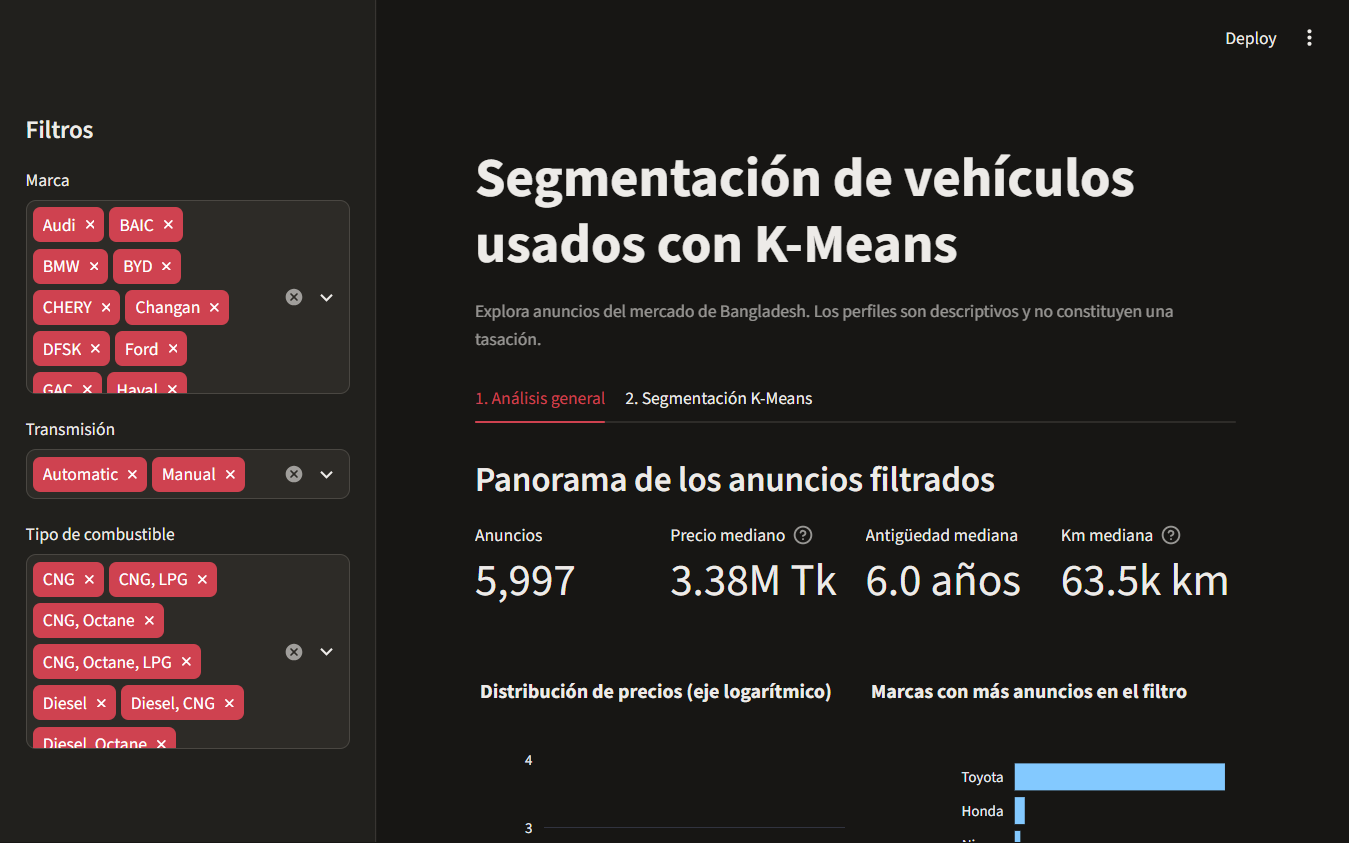 Deploy
Filtros
Marca
Audi
BAIC
BMW
BYD
CHERY
Changan
DFSK
Ford
GAC
Haval
Transmisión
Automatic
Manual
Tipo de combustible
CNG
CNG, LPG
CNG, Octane
CNG, Octane, LPG
Diesel
Diesel, CNG
Diesel, Octane
Segmentación de vehículos
usados con K-Means
Explora anuncios del mercado de Bangladesh. Los perfiles son descriptivos y no constituyen una
tasación.
1. Análisis general
2. Segmentación K-Means
Panorama de los anuncios filtrados
Anuncios
5,997
Precio mediano
3.38M Tk
Antigüedad mediana
6.0 años
Km mediana
63.5k km
Distribución de precios (eje logarítmico)
4
3
Marcas con más anuncios en el filtro
Toyota
Honda